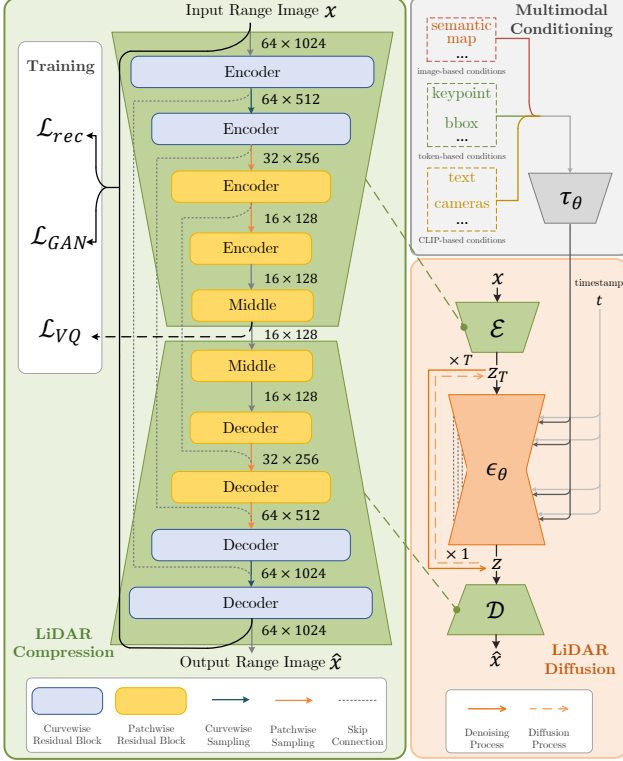 Input Range Image x
64 × 1024
Training
Encoder
64 × 512
ℒrec
Encoder
32 × 256
Encoder
16 × 128
ℒGAN
Encoder
16 × 128
Middle
ℒVQ
16 × 128
Middle
16 × 128
Decoder
32 × 256
Decoder
64 × 512
Decoder
64 × 1024
Decoder
64 × 1024
LiDAR
Compression
Output Range Image x̂
Curvewise
Residual Block
Patchwise
Residual Block
Curvewise
Sampling
Patchwise
Sampling
Skip
Connection
Multimodal
Conditioning
semantic
map
...
image-based conditions
keypoint
bbox
...
token-based conditions
text
cameras
...
CLIP-based conditions
τθ
x
timestamp
t
ℰ
× T
zT
ϵθ
× 1
z
𝒟
x̂
LiDAR
Diffusion
Denoising
Process
Diffusion
Process